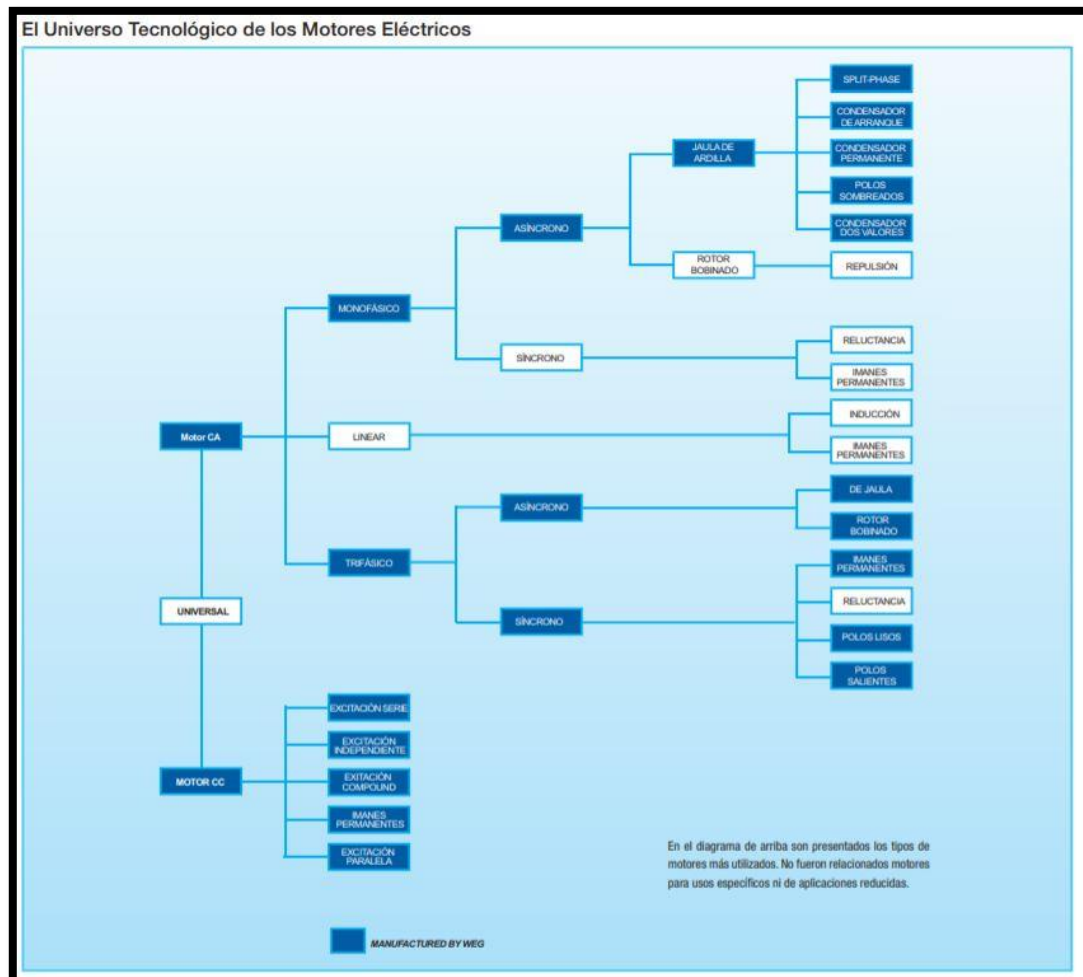 El Universo Tecnológico de los Motores Eléctricos
SPLIT-PHASE
CONDENSADOR
DE ARRANQUE
JAULA DE
ARDILLA
CONDENSADOR
PERMANENTE
POLOS
SOMBREADOS
ASÍNCRONO
CONDENSADOR
DOS VALORES
ROTOR
BOBINADO
REPULSIÓN
MONOFÁSICO
RELUCTANCIA
SÍNCRONO
IMANES
PERMANENTES
INDUCCIÓN
Motor CA
LINEAR
IMANES
PERMANENTES
DE JAULA
ASÍNCRONO
ROTOR
BOBINADO
TRIFÁSICO
IMANES
PERMANENTES
RELUCTANCIA
UNIVERSAL
SÍNCRONO
POLOS LISOS
POLOS
SALIENTES
EXCITACIÓN SERIE
EXCITACIÓN
INDEPENDIENTE
MOTOR CC
EXITACIÓN
COMPOUND
IMANES
PERMANENTES
EXCITACIÓN
PARALELA
En el diagrama de arriba son presentados los tipos de
motores más utilizados. No fueron relacionados motores
para usos específicos ni de aplicaciones reducidas.
MANUFACTURED BY WEG